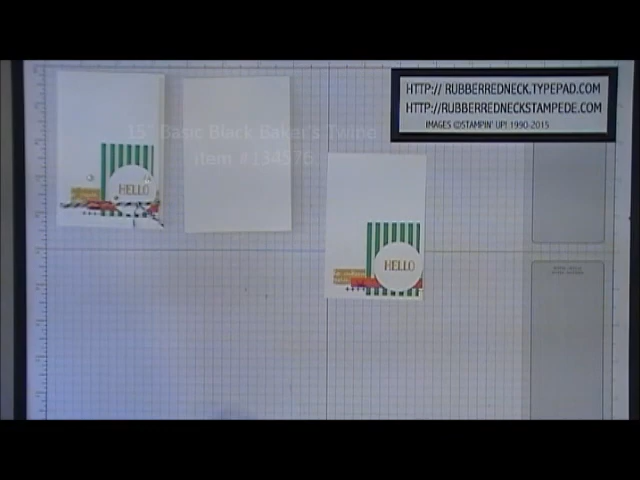 HTTP:// RUBBERREDNECK.TYPEPAD.COM
HTTP://RUBBERREDNECKSTAMPEDE.COM
IMAGES ©STAMPIN' UP! 1990-2015
15" Basic Black Baker's Twine
item #134576
HELLO
HELLO